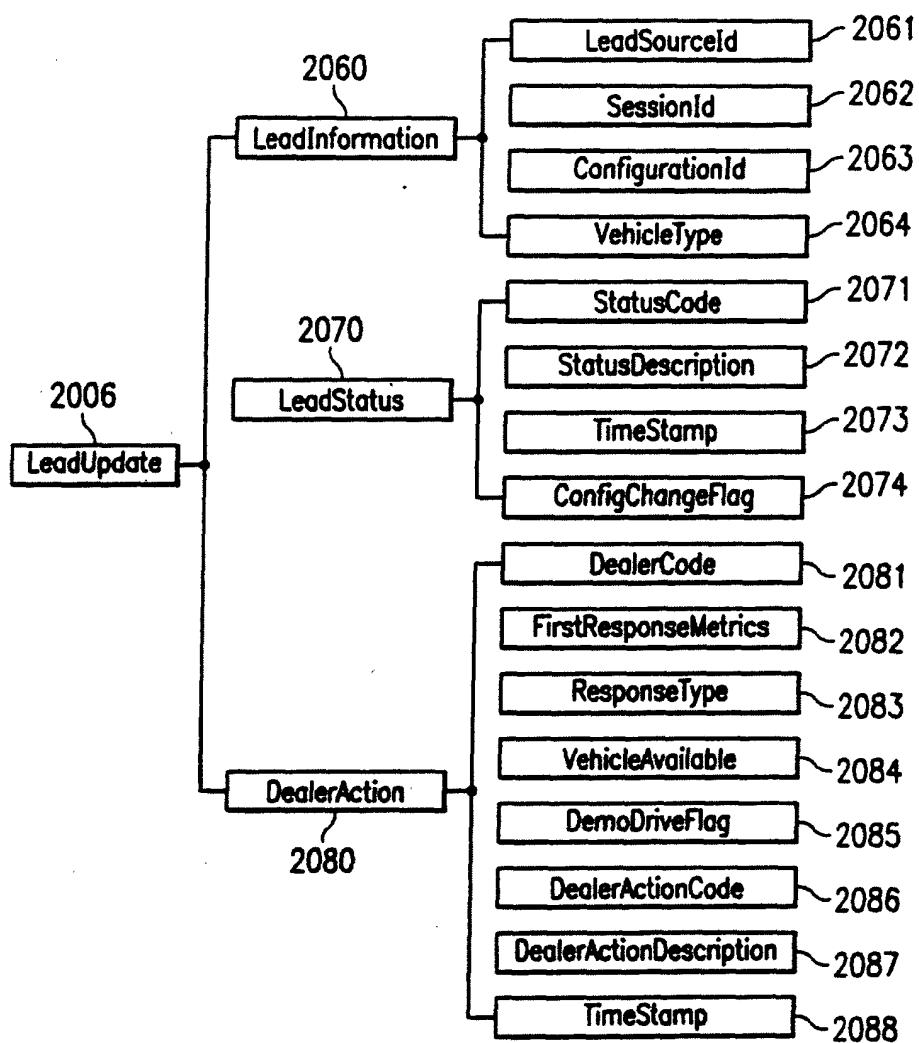 LeadUpdate 2006
LeadInformation 2060
LeadSourceId 2061
SessionId 2062
ConfigurationId 2063
VehicleType 2064
LeadStatus 2070
StatusCode 2071
StatusDescription 2072
TimeStamp 2073
ConfigChangeFlag 2074
DealerAction 2080
DealerCode 2081
FirstResponseMetrics 2082
ResponseType 2083
VehicleAvailable 2084
DemoDriveFlag 2085
DealerActionCode 2086
DealerActionDescription 2087
TimeStamp 2088